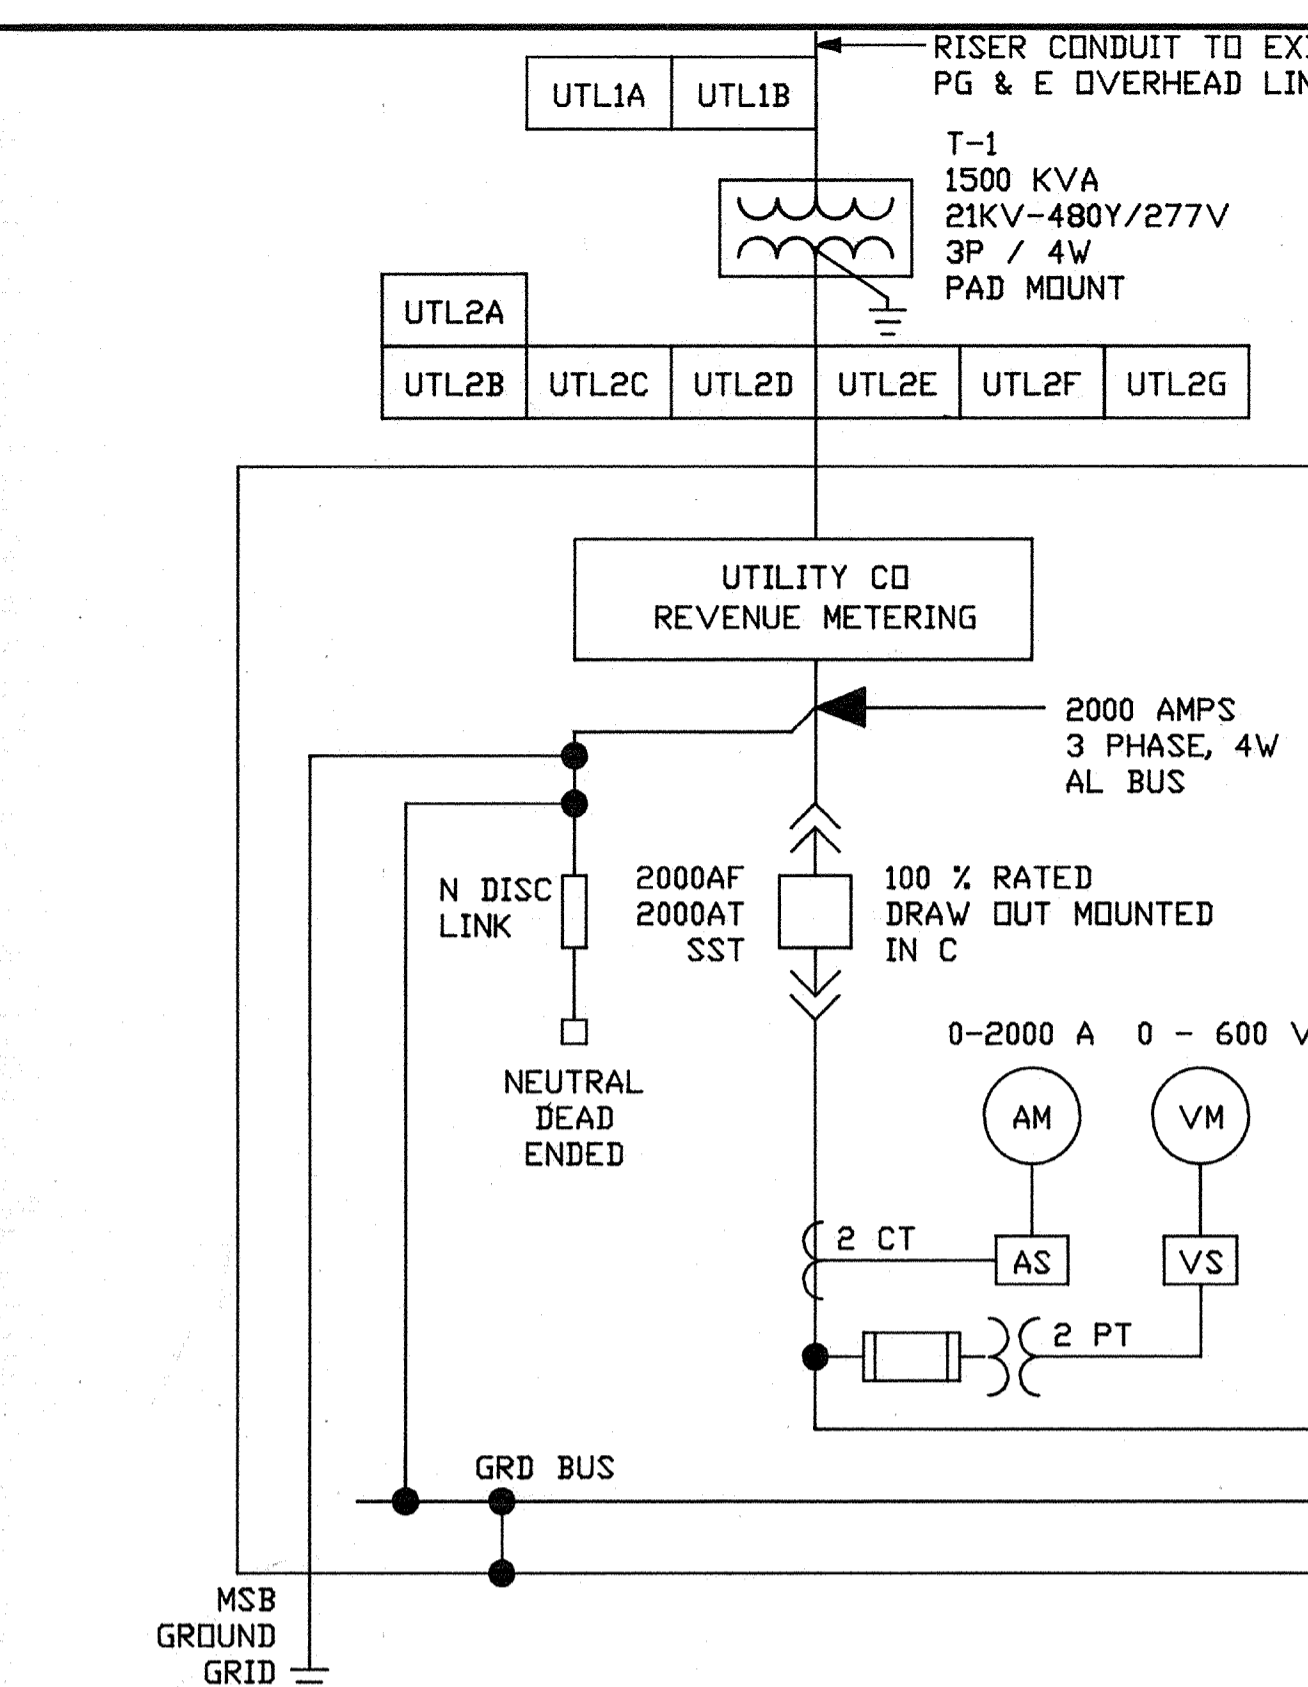 RISER CONDUIT TO
PG & E OVERHEAD
UTL1A UTL1B
T-1
1500 KVA
21KV-480Y/277V
3P / 4W
PAD MOUNT
UTL2A
UTL2B UTL2C UTL2D UTL2E UTL2F UTL2G
UTILITY CO
REVENUE METERING
2000 AMPS
3 PHASE, 4W
AL BUS
N DISC
LINK
2000AF
2000AT
SST
100 % RATED
DRAW OUT MOUNTED
IN C
NEUTRAL
DEAD
ENDED
0-2000 A 0 - 600 V
AM VM
2 CT
AS VS
2 PT
GRD BUS
MSB
GROUND
GRID